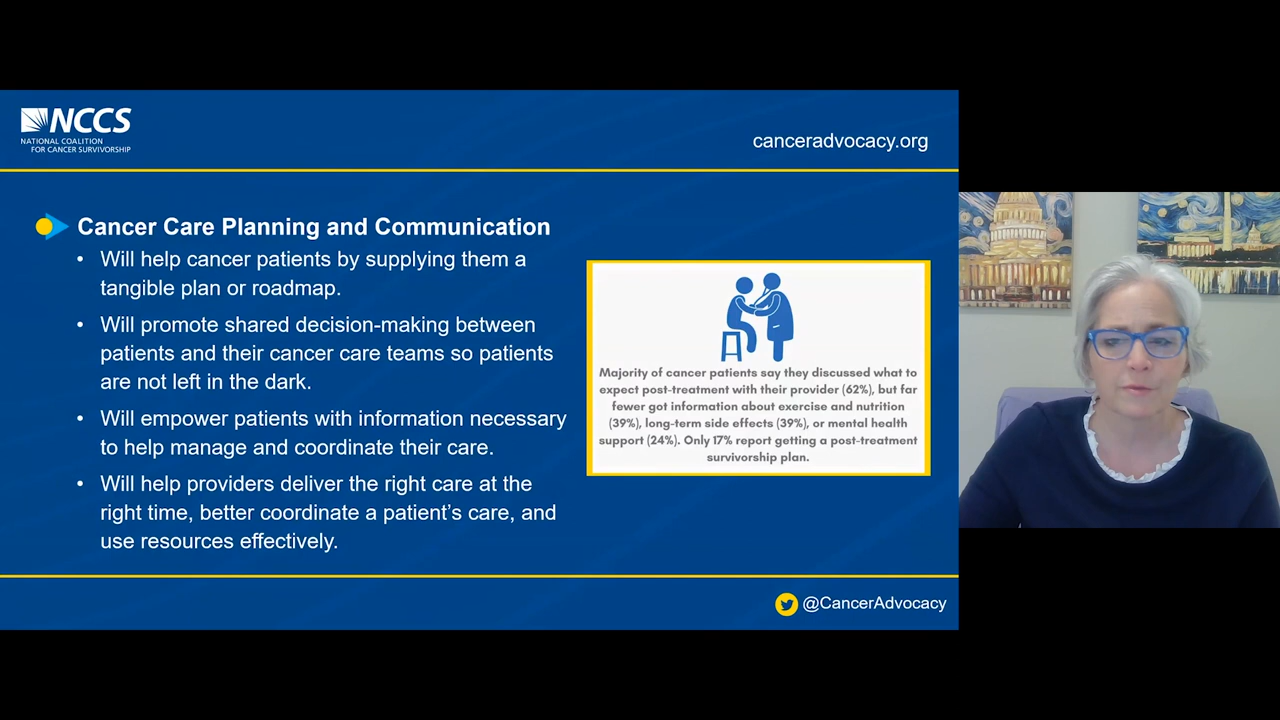 NCCS
NATIONAL COALITION
FOR CANCER SURVIVORSHIP
canceradvocacy.org
Cancer Care Planning and Communication
• Will help cancer patients by supplying them a
tangible plan or roadmap.
• Will promote shared decision-making between
patients and their cancer care teams so patients
are not left in the dark.
• Will empower patients with information necessary
to help manage and coordinate their care.
• Will help providers deliver the right care at the
right time, better coordinate a patient's care, and
use resources effectively.
Majority of cancer patients say they discussed what to
expect post-treatment with their provider (62%), but far
fewer got information about exercise and nutrition
(39%), long-term side effects (39%), or mental health
support (24%). Only 17% report getting a post-treatment
survivorship plan.
@CancerAdvocacy